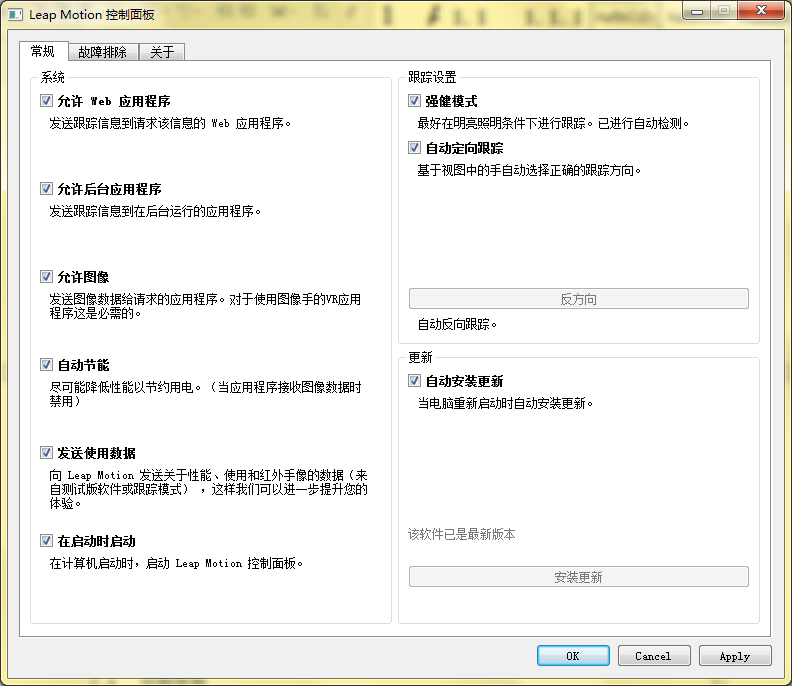 Leap Motion 控制面板
常规
故障排除
关于
系统
允许 Web 应用程序
发送跟踪信息到请求该信息的 Web 应用程序。
允许后台应用程序
发送跟踪信息到在后台运行的应用程序。
允许图像
发送图像数据给请求的应用程序。对于使用图像手的VR应用
程序这是必需的。
自动节能
尽可能降低性能以节约用电。（当应用程序接收图像数据时
禁用）
发送使用数据
向 Leap Motion 发送关于性能、使用和红外手像的数据（来
自测试版软件或跟踪模式），这样我们可以进一步提升您的
体验。
在启动时启动
在计算机启动时，启动 Leap Motion 控制面板。
跟踪设置
强健模式
最好在明亮照明条件下进行跟踪。已进行自动检测。
自动定向跟踪
基于视图中的手自动选择正确的跟踪方向。
反方向
自动反向跟踪。
更新
自动安装更新
当电脑重新启动时自动安装更新。
该软件已是最新版本
安装更新
OK
Cancel
Apply